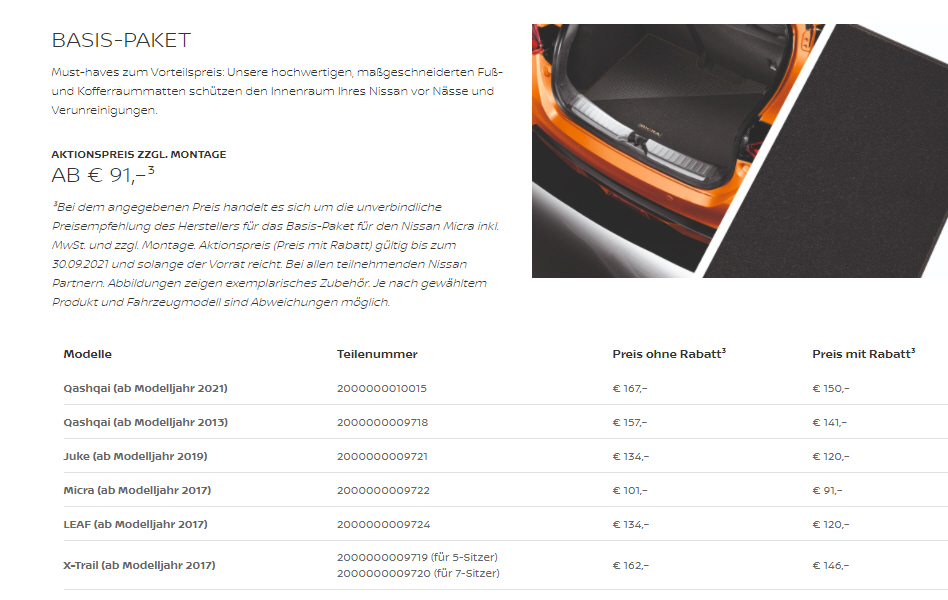 BASIS-PAKET
Must-haves zum Vorteilspreis: Unsere hochwertigen, maßgeschneiderten Fuß-
und Kofferraummatten schützen den Innenraum Ihres Nissan vor Nässe und
Verunreinigungen.
AKTIONSPREIS ZZGL. MONTAGE
AB € 91,–³
³Bei dem angegebenen Preis handelt es sich um die unverbindliche
Preisempfehlung des Herstellers für das Basis-Paket für den Nissan Micra inkl.
MwSt. und zzgl. Montage. Aktionspreis (Preis mit Rabatt) gültig bis zum
30.09.2021 und solange der Vorrat reicht. Bei allen teilnehmenden Nissan
Partnern. Abbildungen zeigen exemplarisches Zubehör. Je nach gewähltem
Produkt und Fahrzeugmodell sind Abweichungen möglich.
MICRA
Modelle Teilenummer Preis ohne Rabatt³ Preis mit Rabatt³
Qashqai (ab Modelljahr 2021) 2000000010015 € 167,– € 150,–
Qashqai (ab Modelljahr 2013) 2000000009718 € 157,– € 141,–
Juke (ab Modelljahr 2019) 2000000009721 € 134,– € 120,–
Micra (ab Modelljahr 2017) 2000000009722 € 101,– € 91,–
LEAF (ab Modelljahr 2017) 2000000009724 € 134,– € 120,–
X-Trail (ab Modelljahr 2017) 2000000009719 (für 5-Sitzer) € 162,– € 146,–
2000000009720 (für 7-Sitzer)